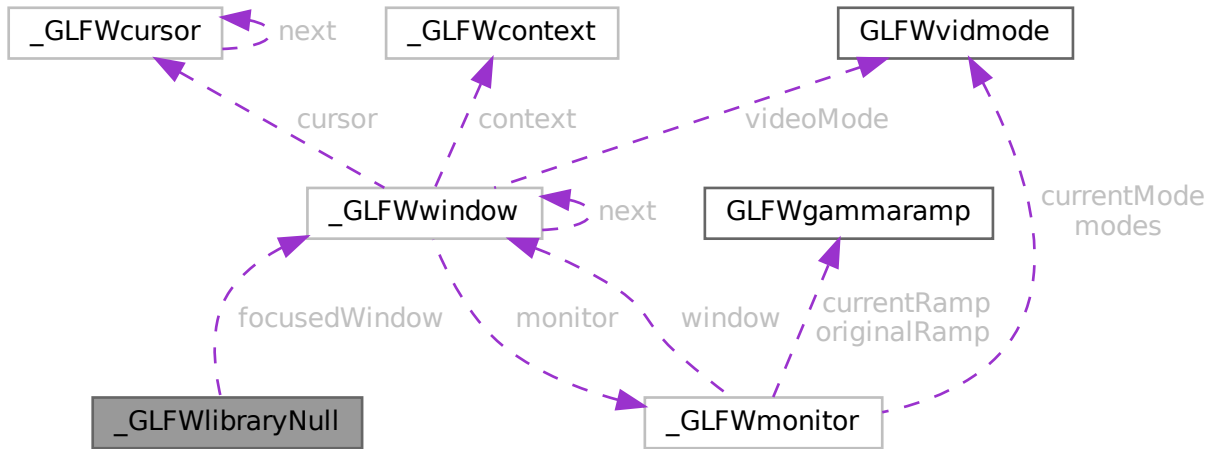 _GLFWcursor
next
_GLFWcontext
GLFWvidmode
cursor
context
videoMode
_GLFWwindow
next
GLFWgammaramp
currentMode
modes
focusedWindow
monitor
window
currentRamp
originalRamp
_GLFWlibraryNull
_GLFWmonitor